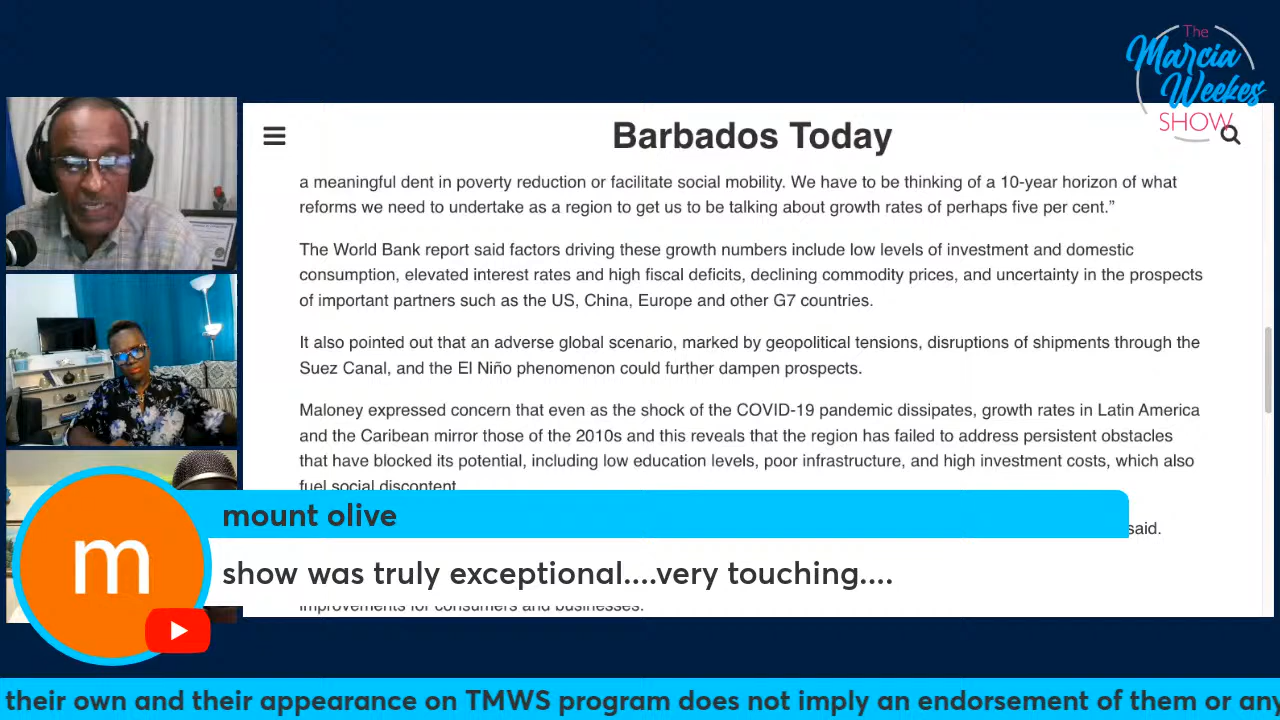 The
Marcia
Weekes
SHOW
Barbados Today
a meaningful dent in poverty reduction or facilitate social mobility. We have to be thinking of a 10-year horizon of what
reforms we need to undertake as a region to get us to be talking about growth rates of perhaps five per cent.”
The World Bank report said factors driving these growth numbers include low levels of investment and domestic
consumption, elevated interest rates and high fiscal deficits, declining commodity prices, and uncertainty in the prospects
of important partners such as the US, China, Europe and other G7 countries.
It also pointed out that an adverse global scenario, marked by geopolitical tensions, disruptions of shipments through the
Suez Canal, and the El Niño phenomenon could further dampen prospects.
Maloney expressed concern that even as the shock of the COVID-19 pandemic dissipates, growth rates in Latin America
and the Caribean mirror those of the 2010s and this reveals that the region has failed to address persistent obstacles
that have blocked its potential, including low education levels, poor infrastructure, and high investment costs, which also
fuel social discontent.
said.
improvements for consumers and businesses.
m
mount olive
show was truly exceptional....very touching....
their own and their appearance on TMWS program does not imply an endorsement of them or any